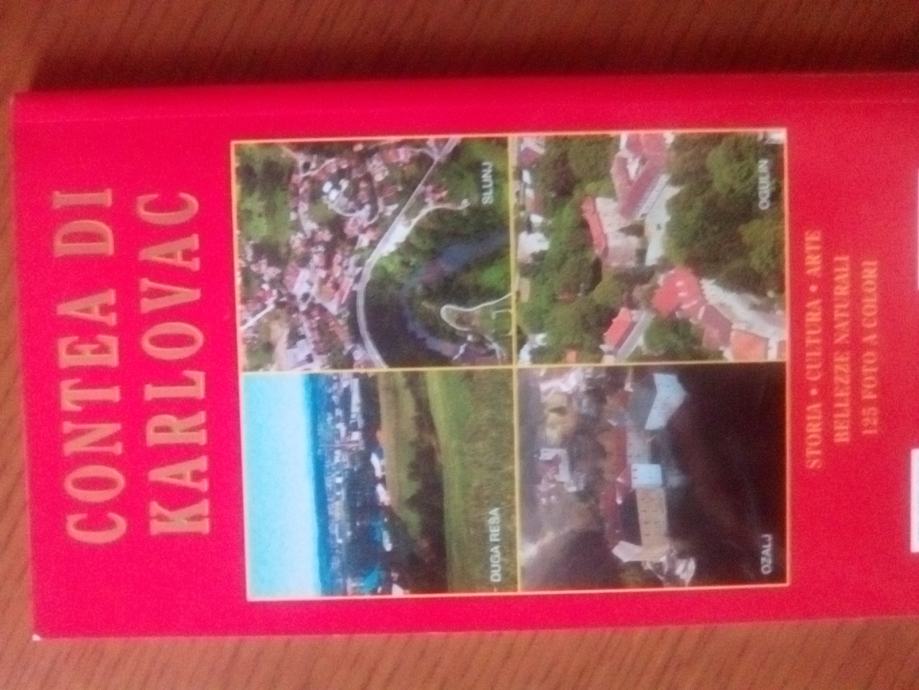 CONTEA DI
KARLOVAC
DUGA RESA
SLUNJ
OZALJ
OGULIN
STORIA • CULTURA • ARTE
BELLEZZE NATURALI
125 FOTO A COLORI